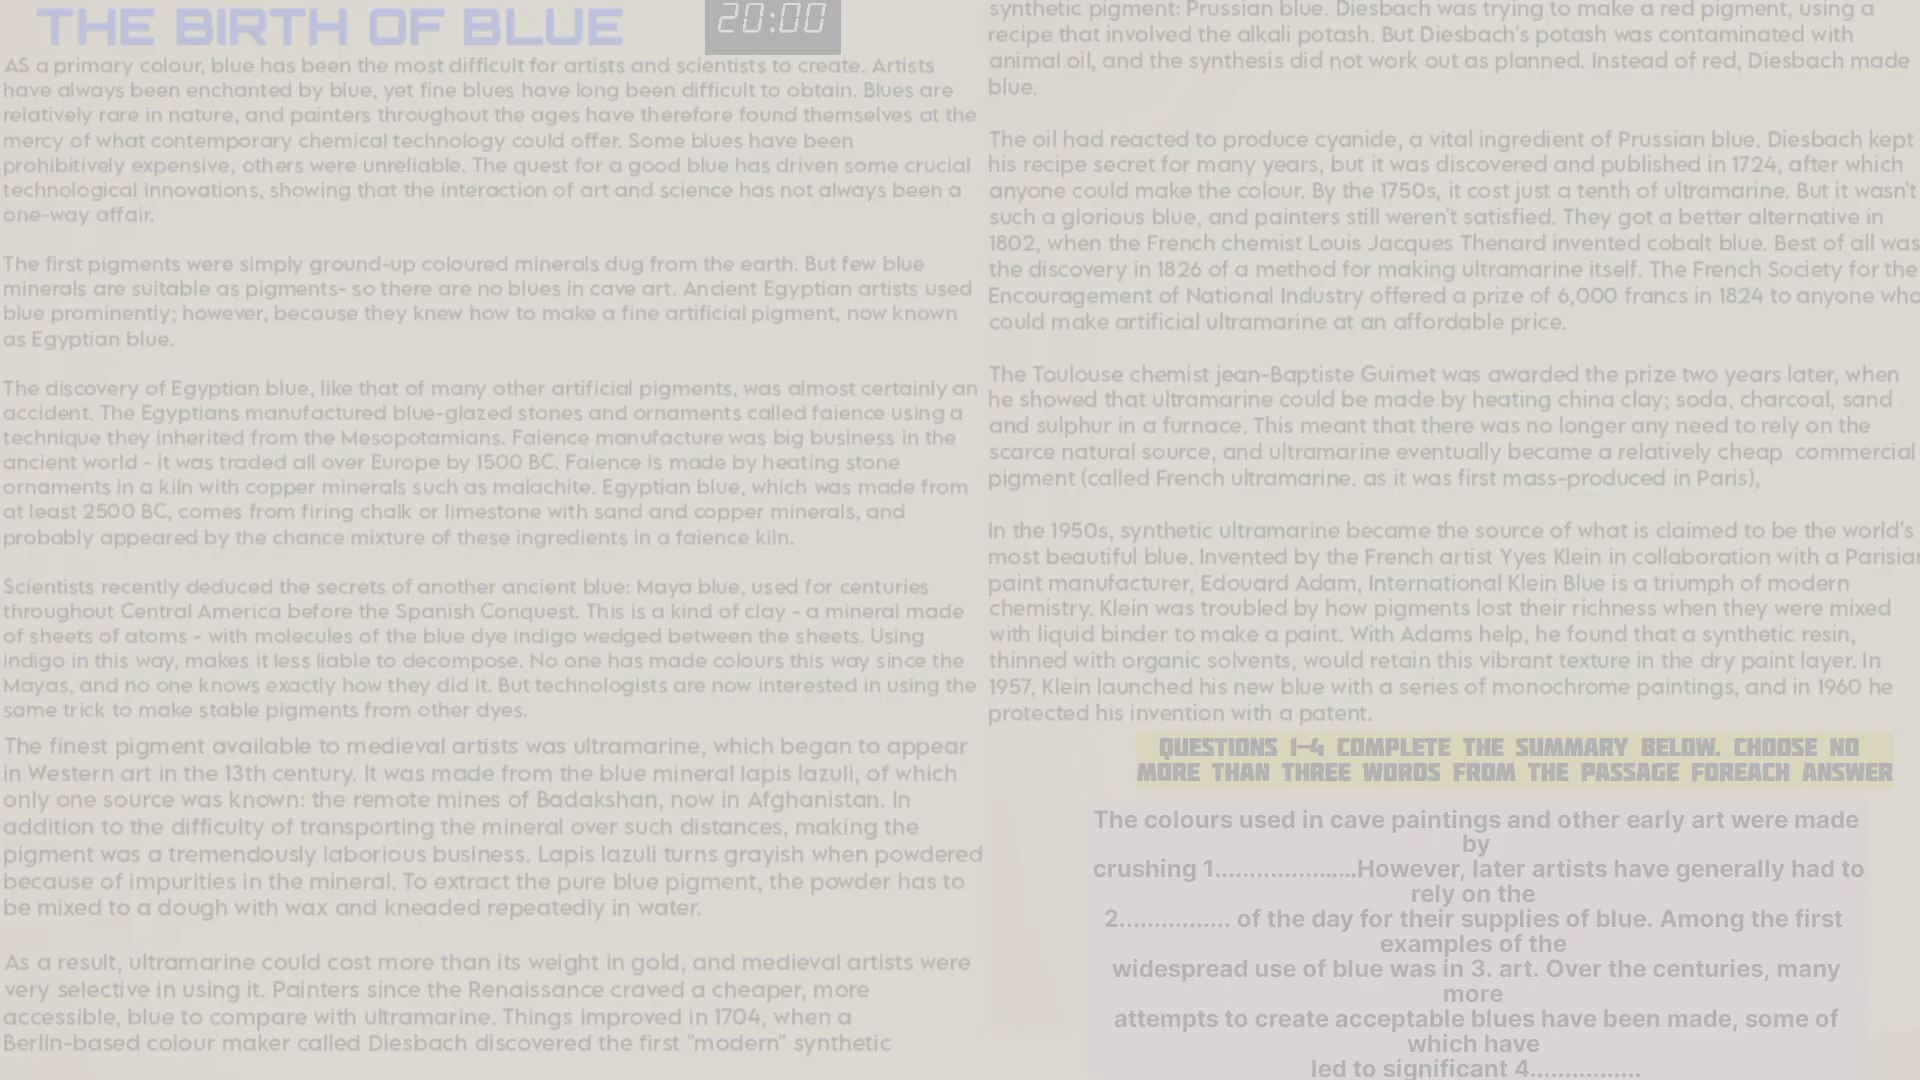 THE BIRTH OF BLUE
20:00
AS a primary colour, blue has been the most difficult for artists and scientists to create. Artists
have always been enchanted by blue, yet fine blues have long been difficult to obtain. Blues are
relatively rare in nature, and painters throughout the ages have therefore found themselves at the
mercy of what contemporary chemical technology could offer. Some blues have been
prohibitively expensive, others were unreliable. The quest for a good blue has driven some crucial
technological innovations, showing that the interaction of art and science has not always been a
one-way affair.
The first pigments were simply ground-up coloured minerals dug from the earth. But few blue
minerals are suitable as pigments- so there are no blues in cave art. Ancient Egyptian artists used
blue prominently; however, because they knew how to make a fine artificial pigment, now known
as Egyptian blue.
The discovery of Egyptian blue, like that of many other artificial pigments, was almost certainly an
accident. The Egyptians manufactured blue-glazed stones and ornaments called faience using a
technique they inherited from the Mesopotamians. Faience manufacture was big business in the
ancient world - it was traded all over Europe by 1500 BC. Faience is made by heating stone
ornaments in a kiln with copper minerals such as malachite. Egyptian blue, which was made from
at least 2500 BC, comes from firing chalk or limestone with sand and copper minerals, and
probably appeared by the chance mixture of these ingredients in a faience kiln.
Scientists recently deduced the secrets of another ancient blue: Maya blue, used for centuries
throughout Central America before the Spanish Conquest. This is a kind of clay - a mineral made
of sheets of atoms - with molecules of the blue dye indigo wedged between the sheets. Using
indigo in this way, makes it less liable to decompose. No one has made colours this way since the
Mayas, and no one knows exactly how they did it. But technologists are now interested in using the
same trick to make stable pigments from other dyes.
The finest pigment available to medieval artists was ultramarine, which began to appear
in Western art in the 13th century. It was made from the blue mineral lapis lazuli, of which
only one source was known: the remote mines of Badakshan, now in Afghanistan. In
addition to the difficulty of transporting the mineral over such distances, making the
pigment was a tremendously laborious business. Lapis lazuli turns grayish when powdered
because of impurities in the mineral. To extract the pure blue pigment, the powder has to
be mixed to a dough with wax and kneaded repeatedly in water.
As a result, ultramarine could cost more than its weight in gold, and medieval artists were
very selective in using it. Painters since the Renaissance craved a cheaper, more
accessible, blue to compare with ultramarine. Things improved in 1704, when a
Berlin-based colour maker called Diesbach discovered the first "modern" synthetic
synthetic pigment: Prussian blue. Diesbach was trying to make a red pigment, using a
recipe that involved the alkali potash. But Diesbach's potash was contaminated with
animal oil, and the synthesis did not work out as planned. Instead of red, Diesbach made
blue.
The oil had reacted to produce cyanide, a vital ingredient of Prussian blue. Diesbach kept
his recipe secret for many years, but it was discovered and published in 1724, after which
anyone could make the colour. By the 1750s, it cost just a tenth of ultramarine. But it wasn't
such a glorious blue, and painters still weren't satisfied. They got a better alternative in
1802, when the French chemist Louis Jacques Thenard invented cobalt blue. Best of all was
the discovery in 1826 of a method for making ultramarine itself. The French Society for the
Encouragement of National Industry offered a prize of 6,000 francs in 1824 to anyone who
could make artificial ultramarine at an affordable price.
The Toulouse chemist jean-Baptiste Guimet was awarded the prize two years later, when
he showed that ultramarine could be made by heating china clay; soda, charcoal, sand
and sulphur in a furnace. This meant that there was no longer any need to rely on the
scarce natural source, and ultramarine eventually became a relatively cheap commercial
pigment (called French ultramarine. as it was first mass-produced in Paris),
In the 1950s, synthetic ultramarine became the source of what is claimed to be the world's
most beautiful blue. Invented by the French artist Yyes Klein in collaboration with a Parisian
paint manufacturer, Edouard Adam, International Klein Blue is a triumph of modern
chemistry. Klein was troubled by how pigments lost their richness when they were mixed
with liquid binder to make a paint. With Adams help, he found that a synthetic resin,
thinned with organic solvents, would retain this vibrant texture in the dry paint layer. In
1957, Klein launched his new blue with a series of monochrome paintings, and in 1960 he
protected his invention with a patent.
QUESTIONS 1-4 COMPLETE THE SUMMARY BELOW. CHOOSE NO
MORE THAN THREE WORDS FROM THE PASSAGE FOREACH ANSWER
The colours used in cave paintings and other early art were made
by
crushing 1.....................However, later artists have generally had to
rely on the
2................ of the day for their supplies of blue. Among the first
examples of the
widespread use of blue was in 3. art. Over the centuries, many
more
attempts to create acceptable blues have been made, some of
which have
led to significant 4................